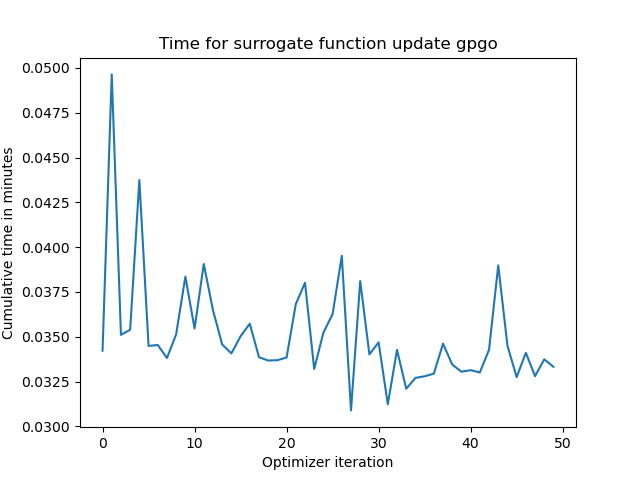 Time for surrogate function update gpgo
Cumulative time in minutes
0.0500
0.0475
0.0450
0.0425
0.0400
0.0375
0.0350
0.0325
0.0300
0 10 20 30 40 50
Optimizer iteration